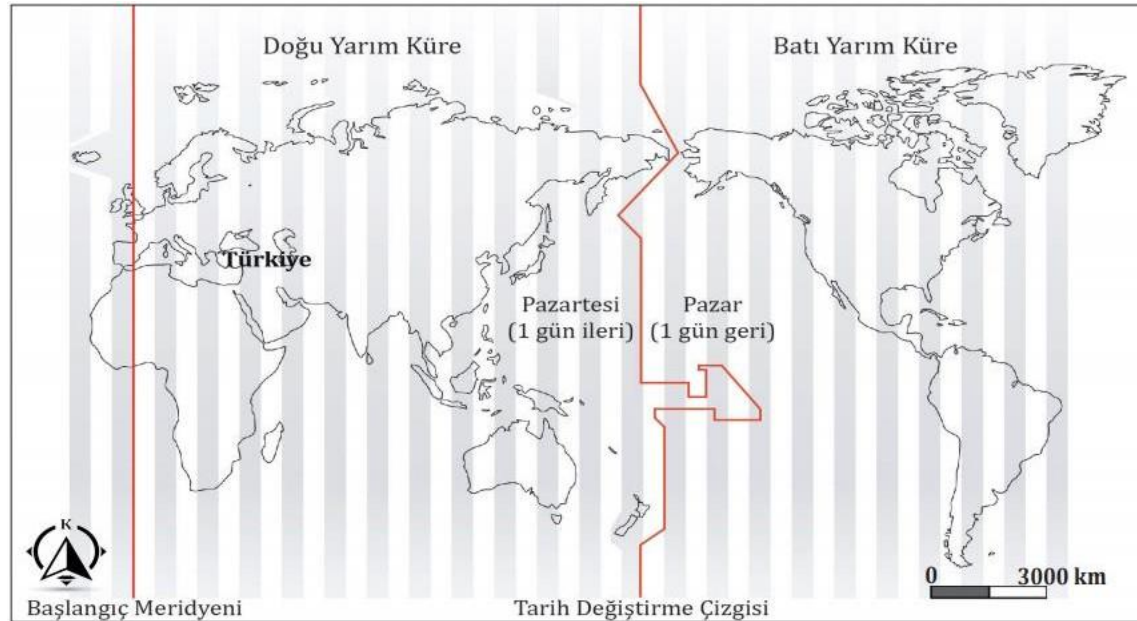 Doğu Yarım Küre
Batı Yarım Küre
Türkiye
Pazartesi
(1 gün ileri)
Pazar
(1 gün geri)
K
0 3000 km
Başlangıç Meridyeni
Tarih Değiştirme Çizgisi